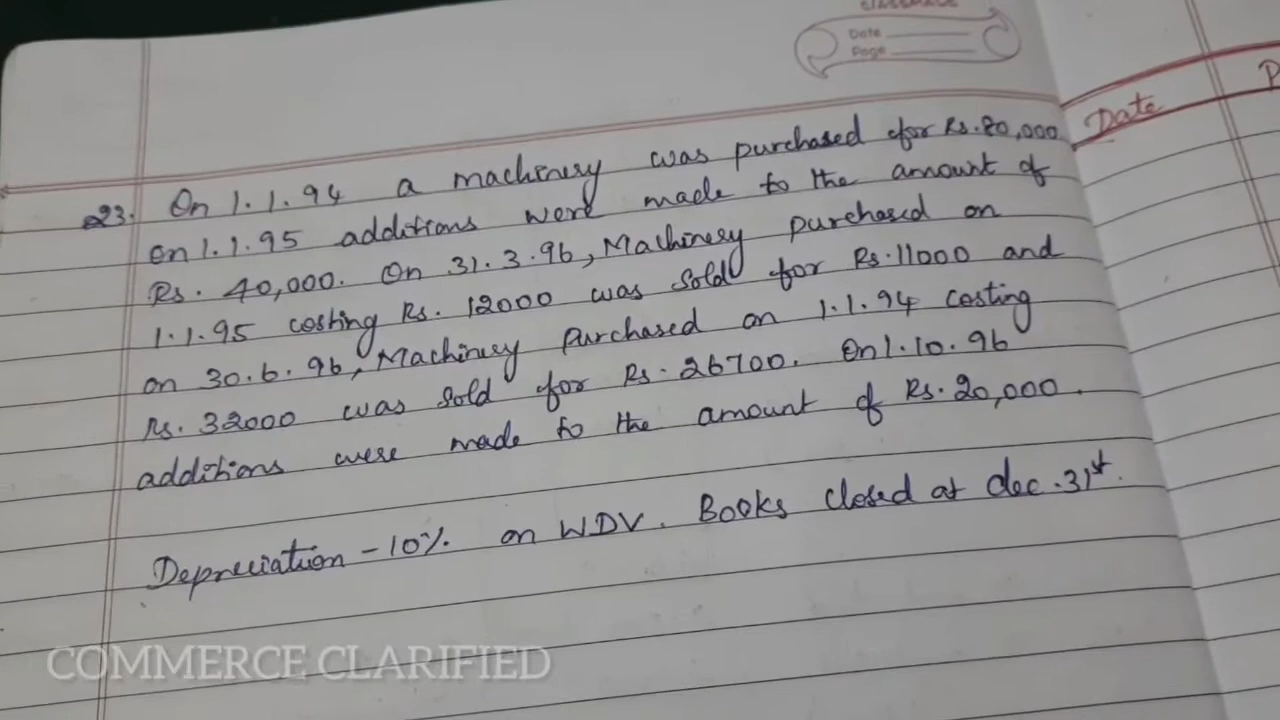 CLASSMATE
Date
Page
Date P
23. On 1.1.94 a machinery was purchased for Rs.80,000
On 1.1.95 additions were made to the amount of
Rs. 40,000. On 31.3.96, Machinery purchased on
1.1.95 costing Rs. 12000 was sold for Rs.11000 and
on 30.6.96, Machinery Purchased on 1.1.94 costing
Rs. 32000 was sold for Rs. 26700. On 1.10.96
additions were made to the amount of Rs. 20,000.
Depreciation - 10% on WDV. Books closed at dec.31st.
COMMERCE CLARIFIED